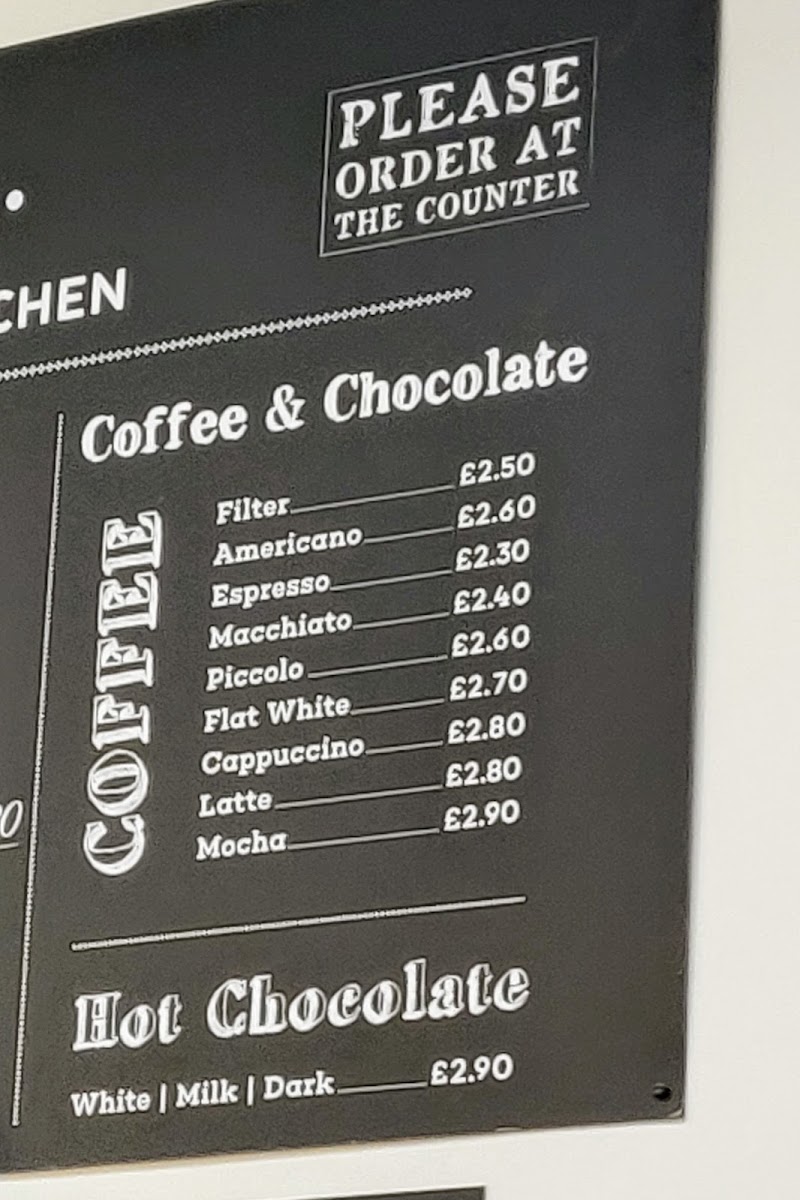 PLEASE
ORDER AT
THE COUNTER
CHEN
Coffee & Chocolate
COFFEE
Filter £2.50
Americano £2.60
Espresso £2.30
Macchiato £2.40
Piccolo £2.60
Flat White £2.70
Cappuccino £2.80
Latte £2.80
Mocha £2.90
Hot Chocolate
White | Milk | Dark £2.90